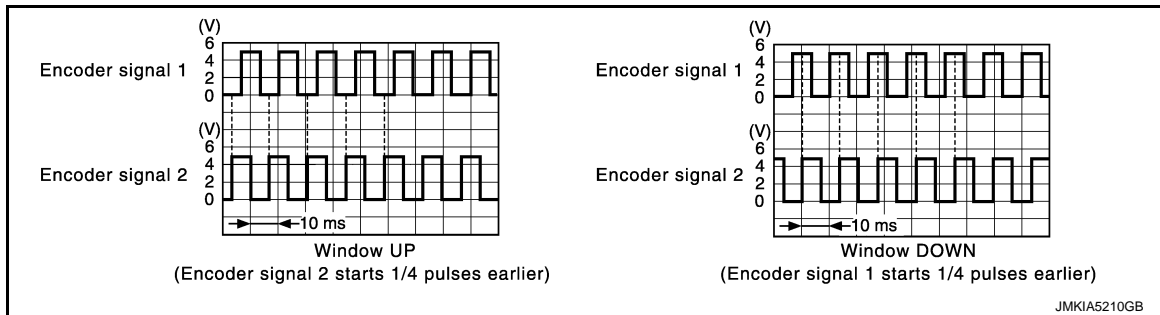 (V)
6
4
2
0
Encoder signal 1
(V)
6
4
2
0
Encoder signal 2
10 ms
Window UP
(Encoder signal 2 starts 1/4 pulses earlier)
(V)
6
4
2
0
Encoder signal 1
(V)
6
4
2
0
Encoder signal 2
10 ms
Window DOWN
(Encoder signal 1 starts 1/4 pulses earlier)
JMKIA5210GB